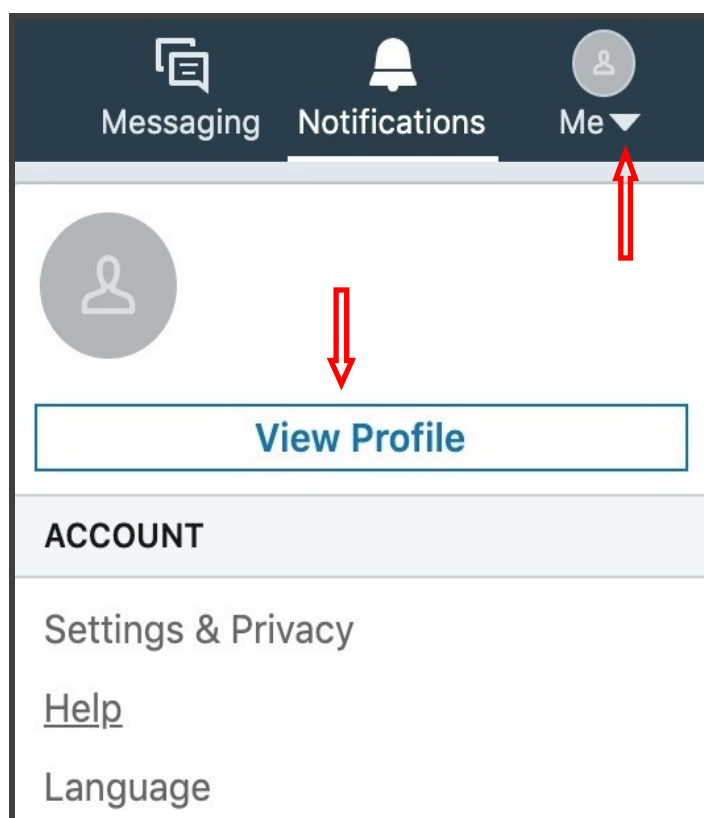 Messaging Notifications Me
View Profile
ACCOUNT
Settings & Privacy
Help
Language